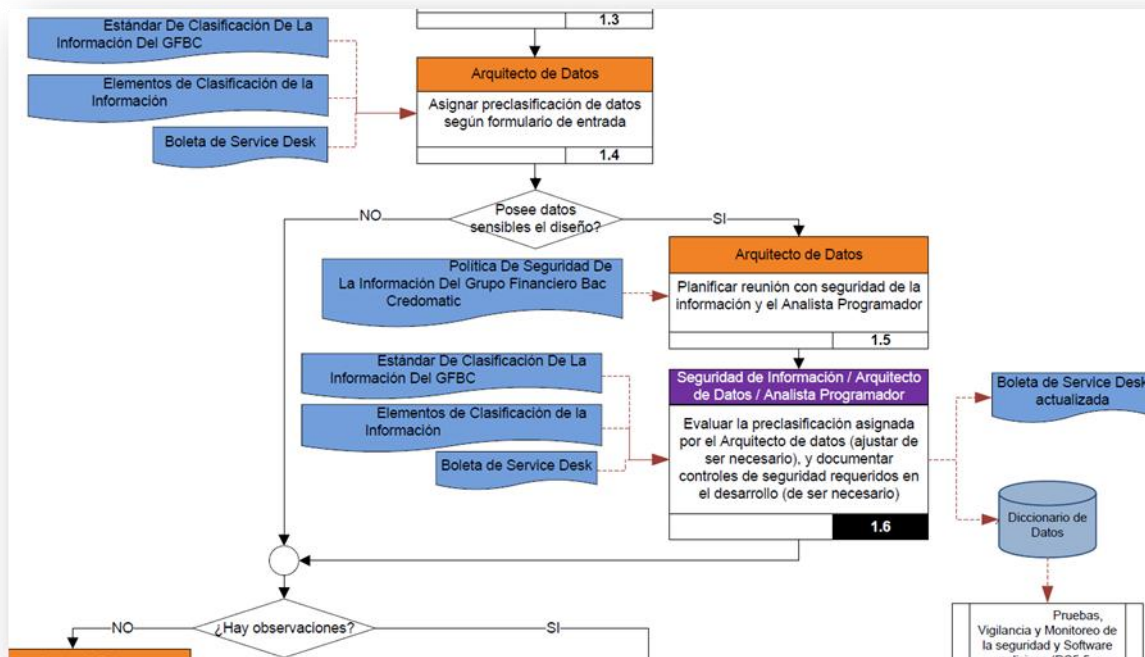 1.3
Estándar De Clasificación De La
Información Del GFBC
Elementos de Clasificación de la
Información
Boleta de Service Desk
Arquitecto de Datos
Asignar preclasificación de datos
según formulario de entrada
1.4
Posee datos
sensibles el diseño?
NO
SI
Arquitecto de Datos
Planificar reunión con seguridad de la
información y el Analista Programador
1.5
Política De Seguridad De
La Información Del Grupo Financiero Bac
Credomatic
Estándar De Clasificación De La
Información Del GFBC
Elementos de Clasificación de la
Información
Boleta de Service Desk
Seguridad de Información / Arquitecto
de Datos / Analista Programador
Evaluar la preclasificación asignada
por el Arquitecto de datos (ajustar de
ser necesario), y documentar
controles de seguridad requeridos en
el desarrollo (de ser necesario)
1.6
Boleta de Service Desk
actualizada
Diccionario de
Datos
¿Hay observaciones?
NO
SI
Pruebas,
Vigilancia y Monitoreo de
la seguridad y Software